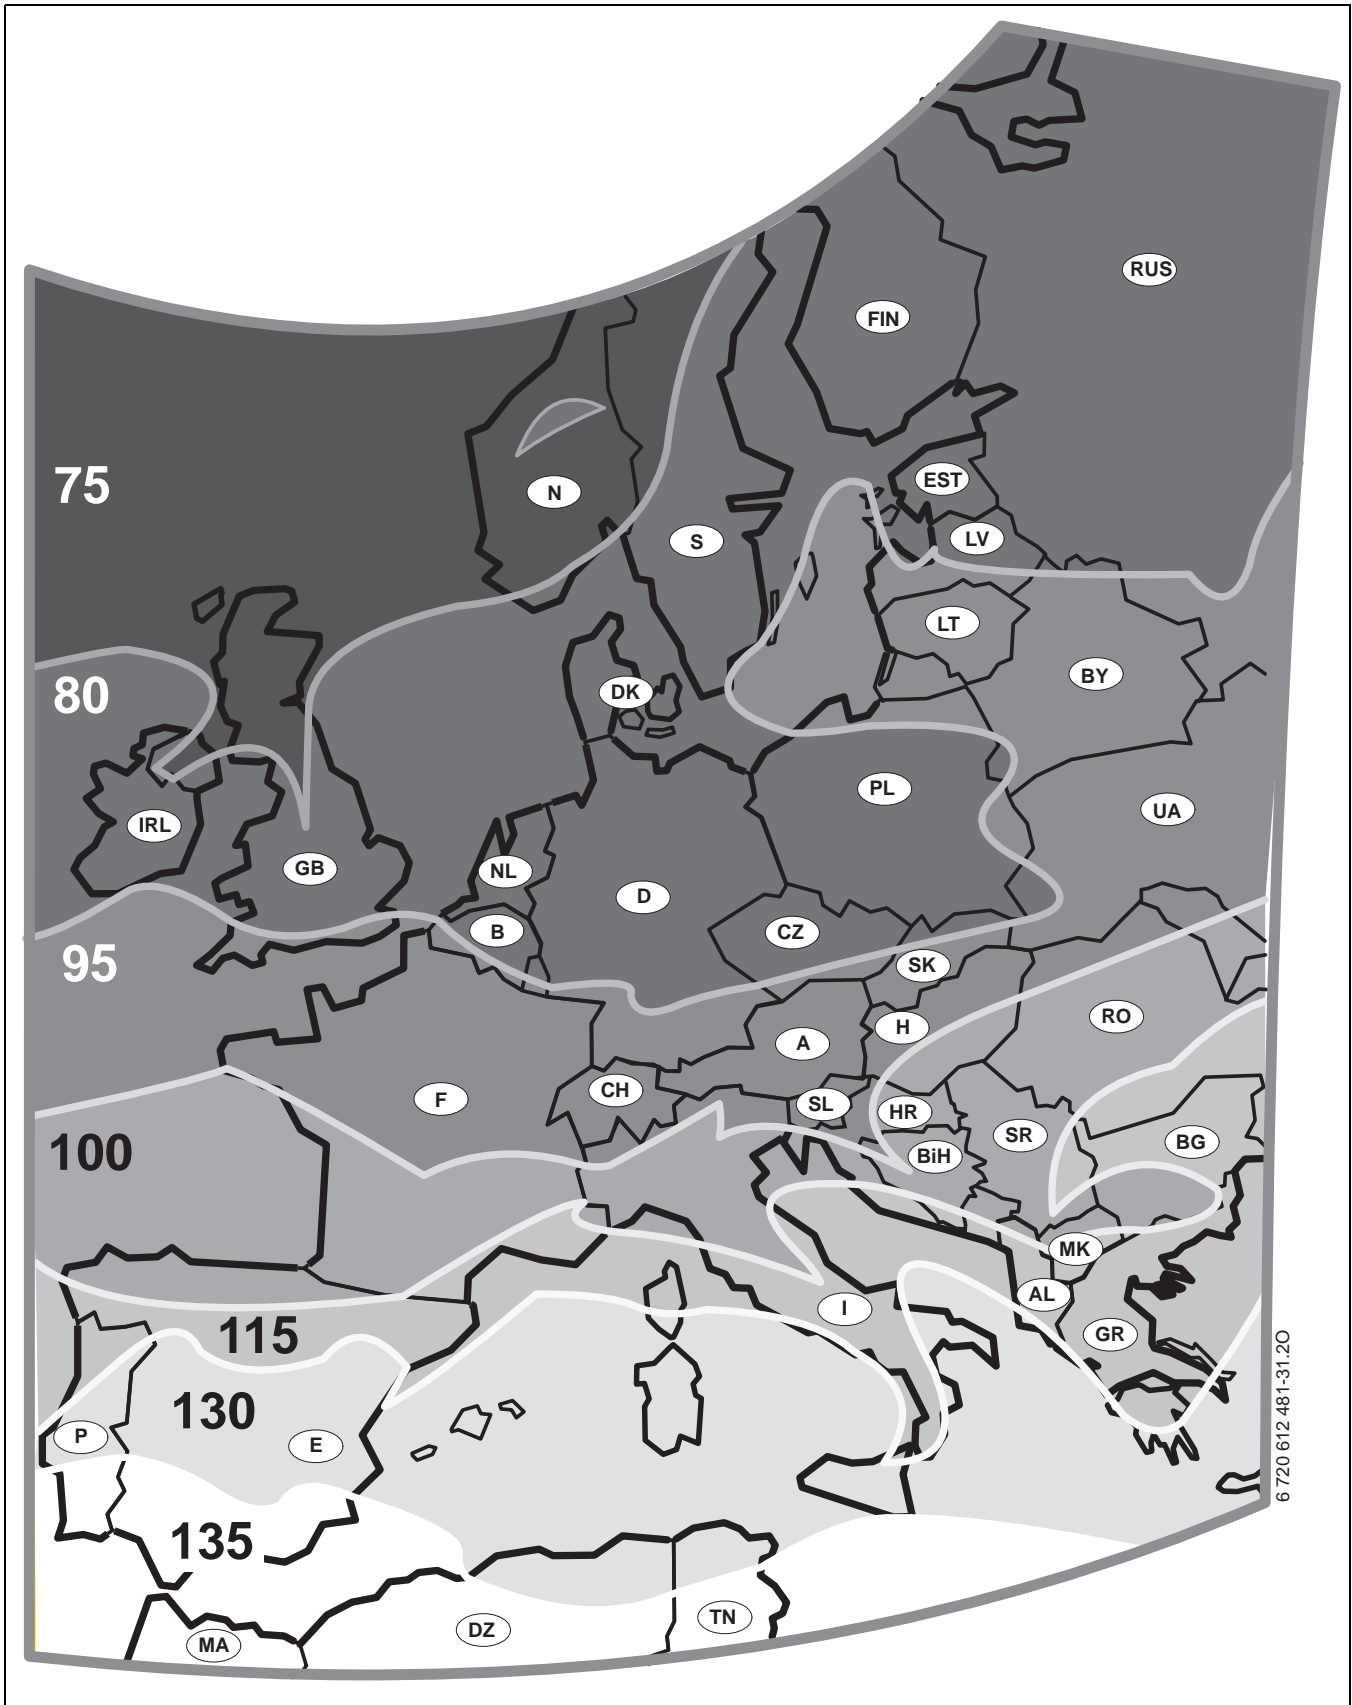 RUS
FIN
75
N
EST
S
LV
LT
BY
80
DK
PL
UA
IRL
GB
NL
D
B
CZ
95
SK
RO
H
A
CH
F
SL
HR
SR
BG
100
BiH
MK
AL
I
GR
115
130
P
E
135
TN
DZ
MA
6 720 612 481-31.2O